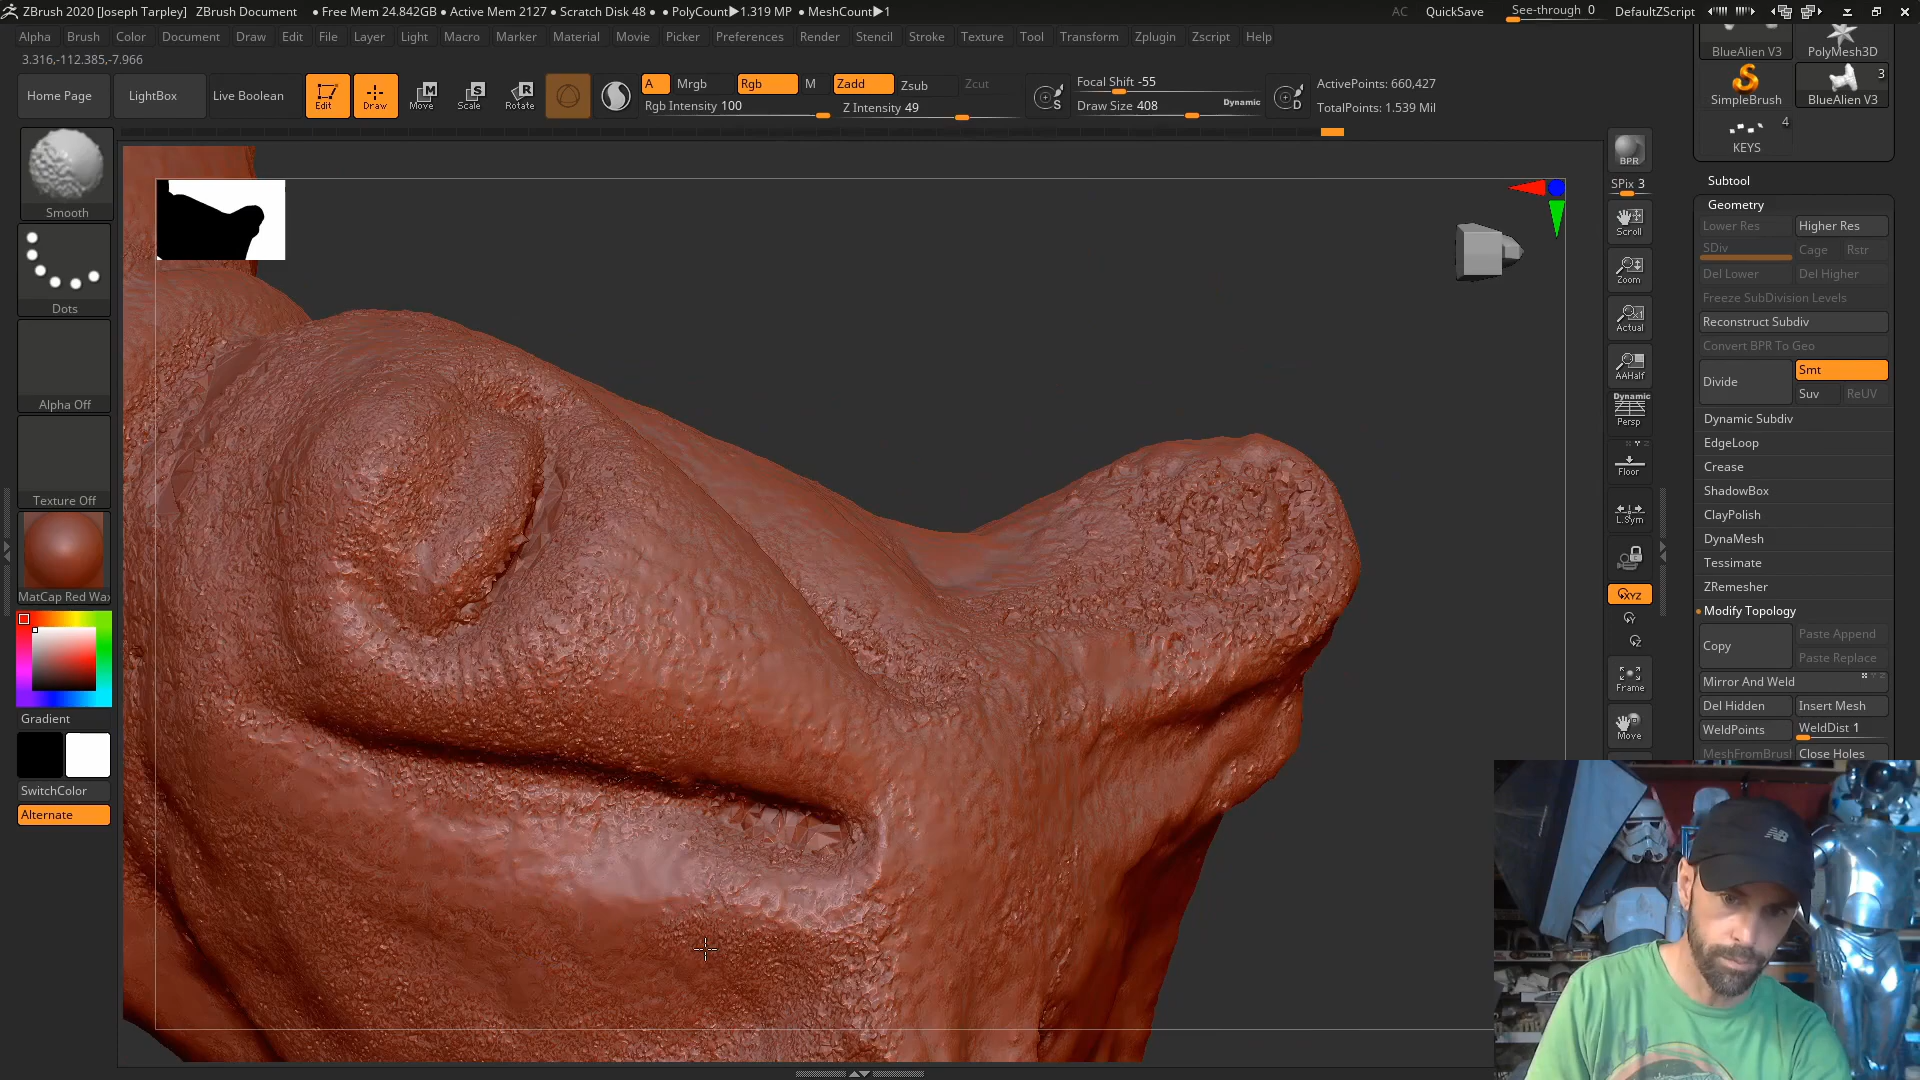 ZBrush 2020 [Joseph Tarpley] ZBrush Document • Free Mem 24.842GB • Active Mem 2127 • Scratch Disk 48 • • PolyCount▶1.319 MP • MeshCount▶1 AC QuickSave See-through 0 DefaultZScript
Alpha Brush Color Document Draw Edit File Layer Light Macro Marker Material Movie Picker Preferences Render Stencil Stroke Texture Tool Transform Zplugin Zscript Help
3.316,-112.385,-7.966
Home Page LightBox Live Boolean Edit Draw Move Scale Rotate
A Mrgb Rgb M Zadd Zsub Zcut
Rgb Intensity 100 Z Intensity 49
Focal Shift -55
Draw Size 408 Dynamic
ActivePoints: 660,427
TotalPoints: 1.539 Mil
Smooth
Dots
Alpha Off
Texture Off
MatCap Red Wax
Gradient
SwitchColor
Alternate
BPR
SPix 3
Scroll
Zoom
Actual
AAHalf
Dynamic
Persp
Floor
L.Sym
XYZ
Y
Z
Frame
Move
BlueAlien V3 PolyMesh3D
SimpleBrush 3 BlueAlien V3
4
KEYS
Subtool
Geometry
Lower Res Higher Res
SDiv Cage Rstr
Del Lower Del Higher
Freeze SubDivision Levels
Reconstruct Subdiv
Convert BPR To Geo
Divide Smt
Suv ReUV
Dynamic Subdiv
EdgeLoop
Crease
ShadowBox
ClayPolish
DynaMesh
Tessimate
ZRemesher
Modify Topology
Copy Paste Append
Paste Replace
Mirror And Weld
Del Hidden Insert Mesh
WeldPoints WeldDist 1
MeshFromBrus Close Holes